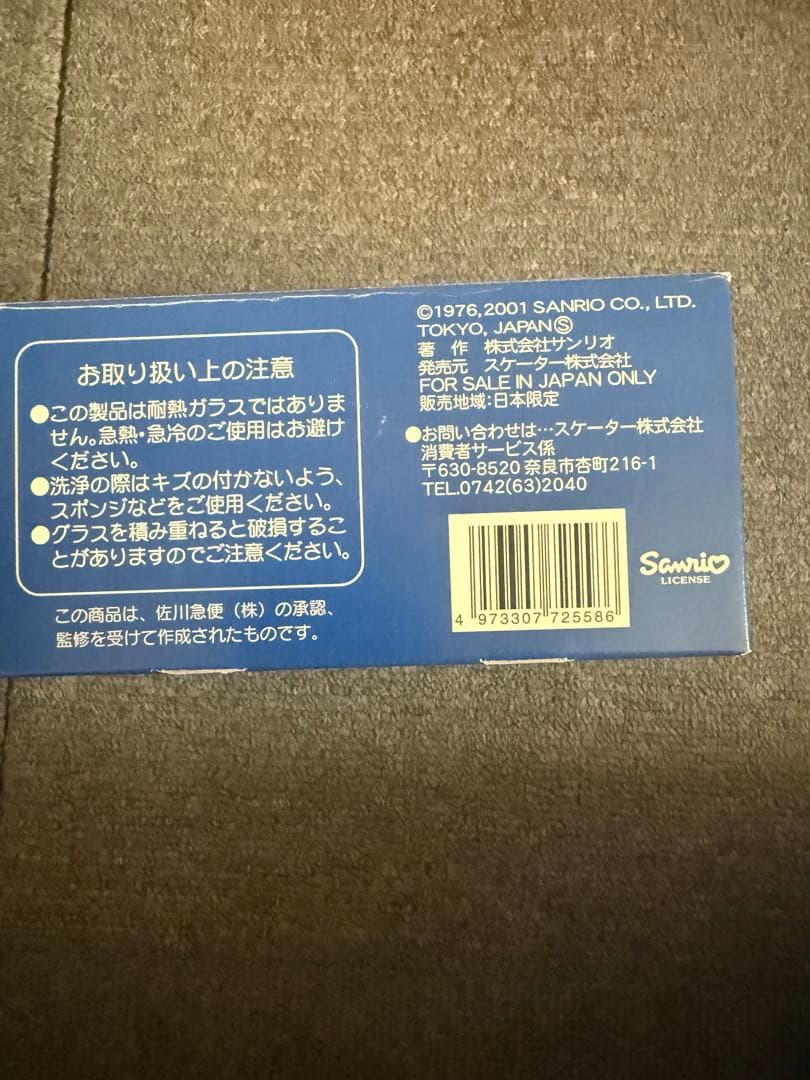 お取り扱い上の注意
●この製品は耐熱ガラスではありま
せん。急熱・急冷のご使用はお避け
ください。
●洗浄の際はキズの付かないよう、
スポンジなどをご使用ください。
●グラスを積み重ねると破損するこ
とがありますのでご注意ください。
この商品は、佐川急便（株）の承認、
監修を受けて作成されたものです。
©1976,2001 SANRIO CO., LTD.
TOKYO, JAPANⓈ
著 作 株式会社サンリオ
発売元 スケーター株式会社
FOR SALE IN JAPAN ONLY
販売地域:日本限定
●お問い合わせは…スケーター株式会社
消費者サービス係
〒630-8520 奈良市杏町216-1
TEL.0742(63)2040
4 973307 725586
Sanrio
LICENSE